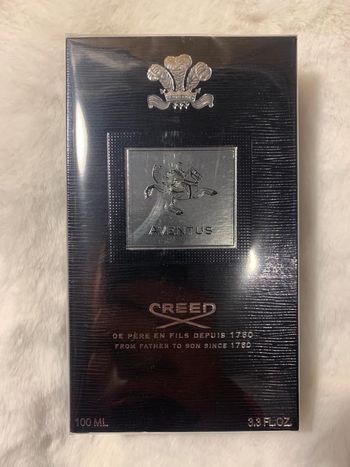 AVENTUS
CREED
DE PÈRE EN FILS DEPUIS 1760
FROM FATHER TO SON SINCE 1760
100 ML
3.3 FL.OZ.